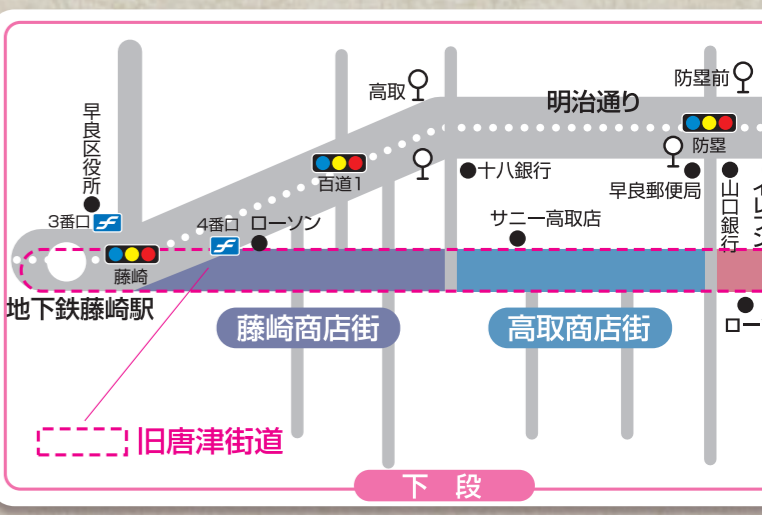 高取
明治通り
防塁前
早良区役所
百道1
防塁
十八銀行
早良郵便局
山口銀行
3番口
4番口
ローソン
サニー高取店
藤崎
地下鉄藤崎駅
藤崎商店街
高取商店街
旧唐津街道
下 段